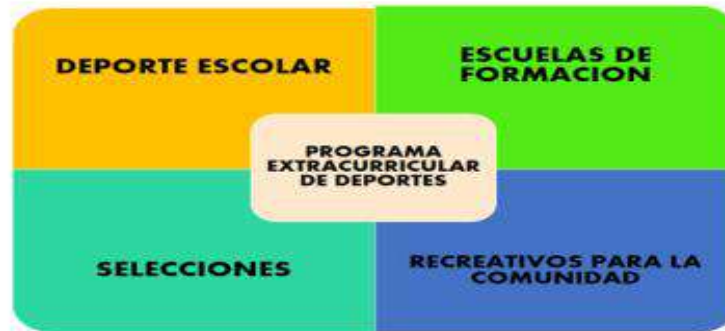 DEPORTE ESCOLAR
ESCUELAS DE
FORMACION
PROGRAMA
EXTRACURRICULAR
DE DEPORTES
SELECCIONES
RECREATIVOS PARA LA
COMUNIDAD